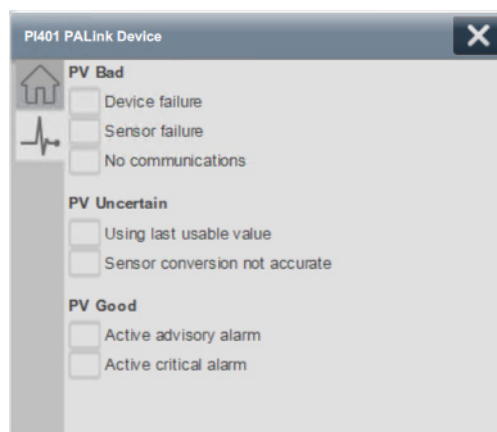 PI401 PALink Device
PV Bad
Device failure
Sensor failure
No communications
PV Uncertain
Using last usable value
Sensor conversion not accurate
PV Good
Active advisory alarm
Active critical alarm